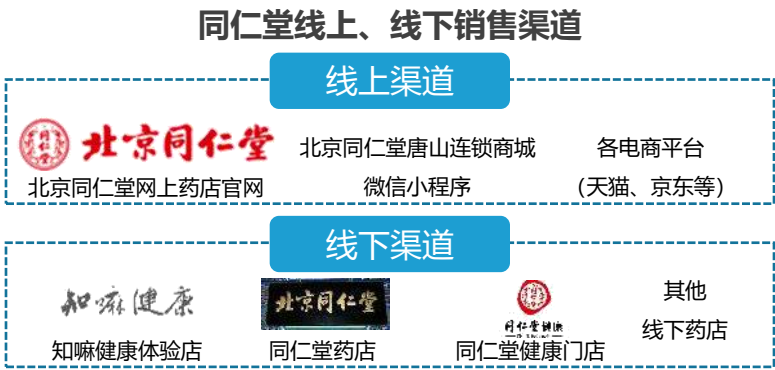 同仁堂线上、线下销售渠道
线上渠道
北京同仁堂
北京同仁堂网上药店官网
北京同仁堂唐山连锁商城
微信小程序
各电商平台
（天猫、京东等）
线下渠道
知嘛健康
知嘛健康体验店
北京同仁堂
同仁堂药店
同仁堂健康
同仁堂健康门店
其他
线下药店